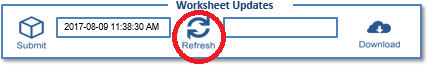 Worksheet Updates
2017-08-09 11:38:30 AM
Submit Refresh Download